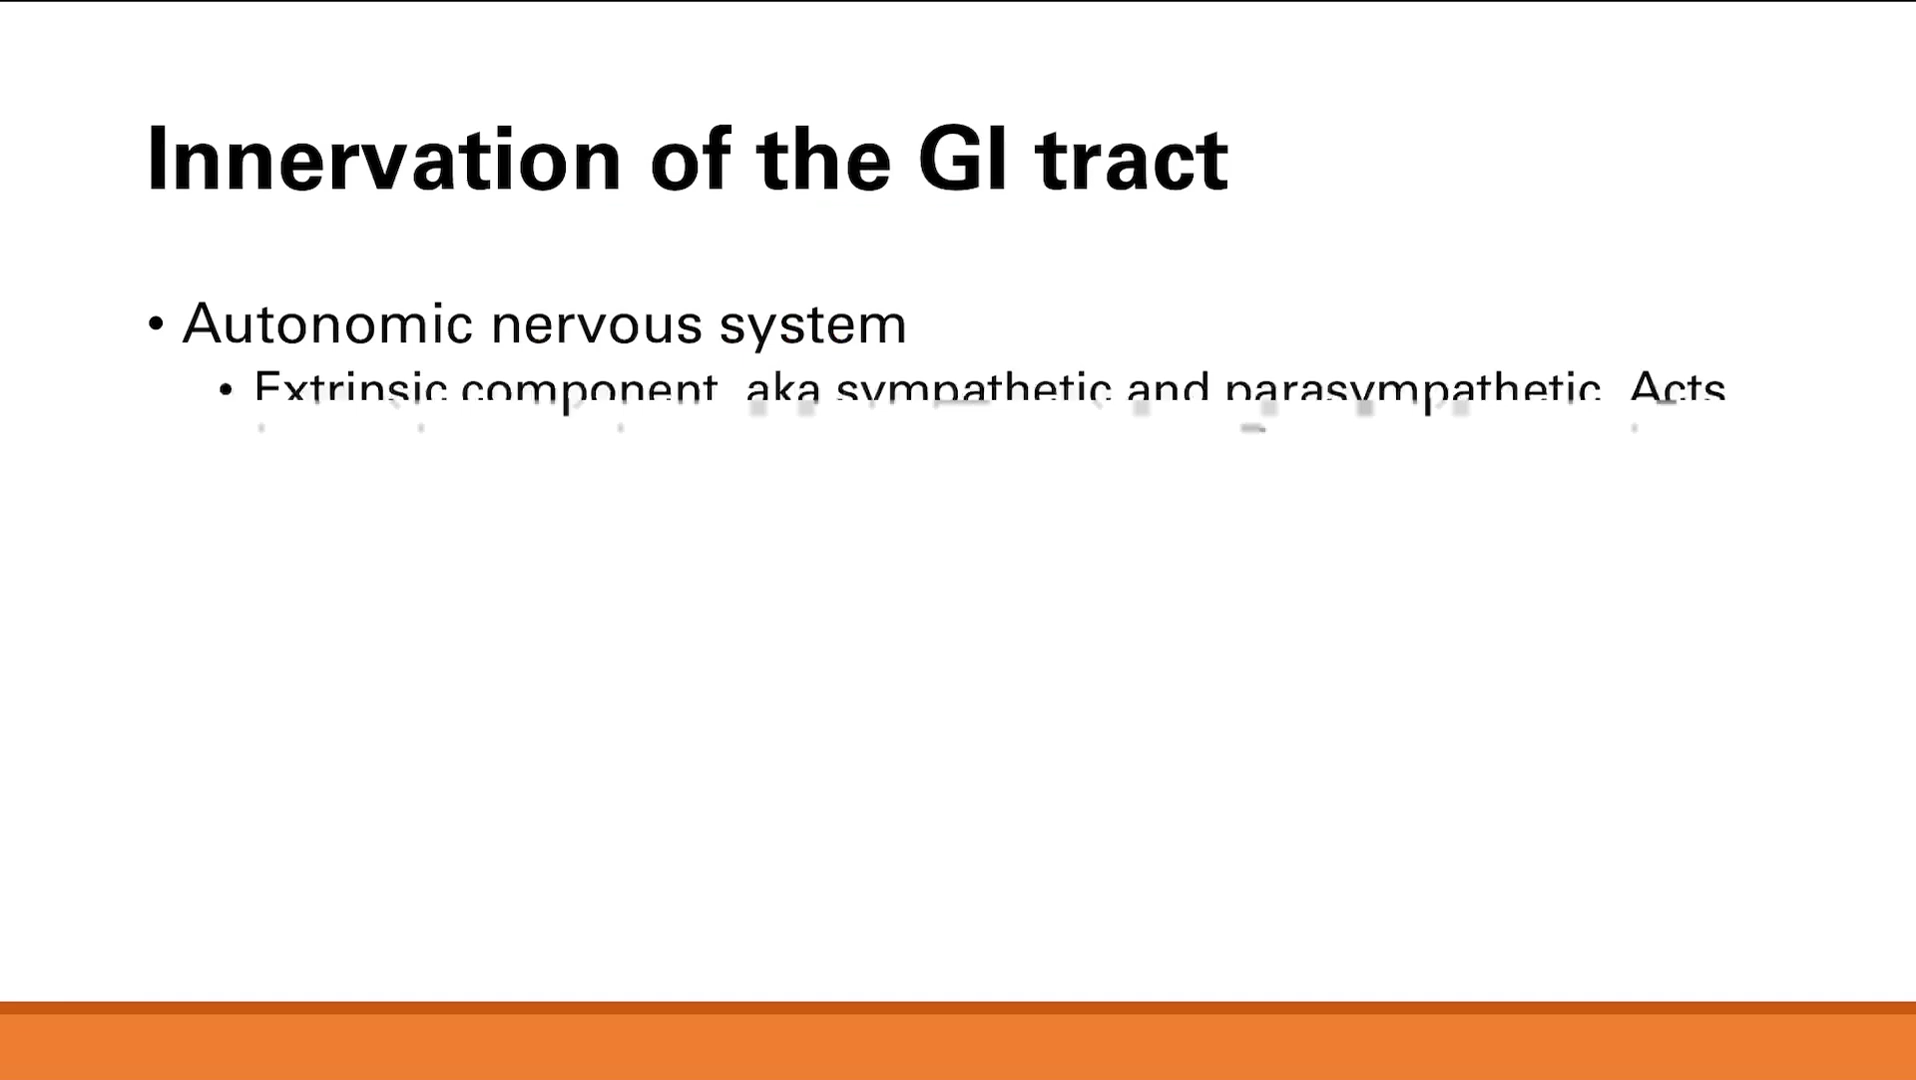 Innervation of the GI tract
• Autonomic nervous system
• Extrinsic component aka sympathetic and parasympathetic Acts